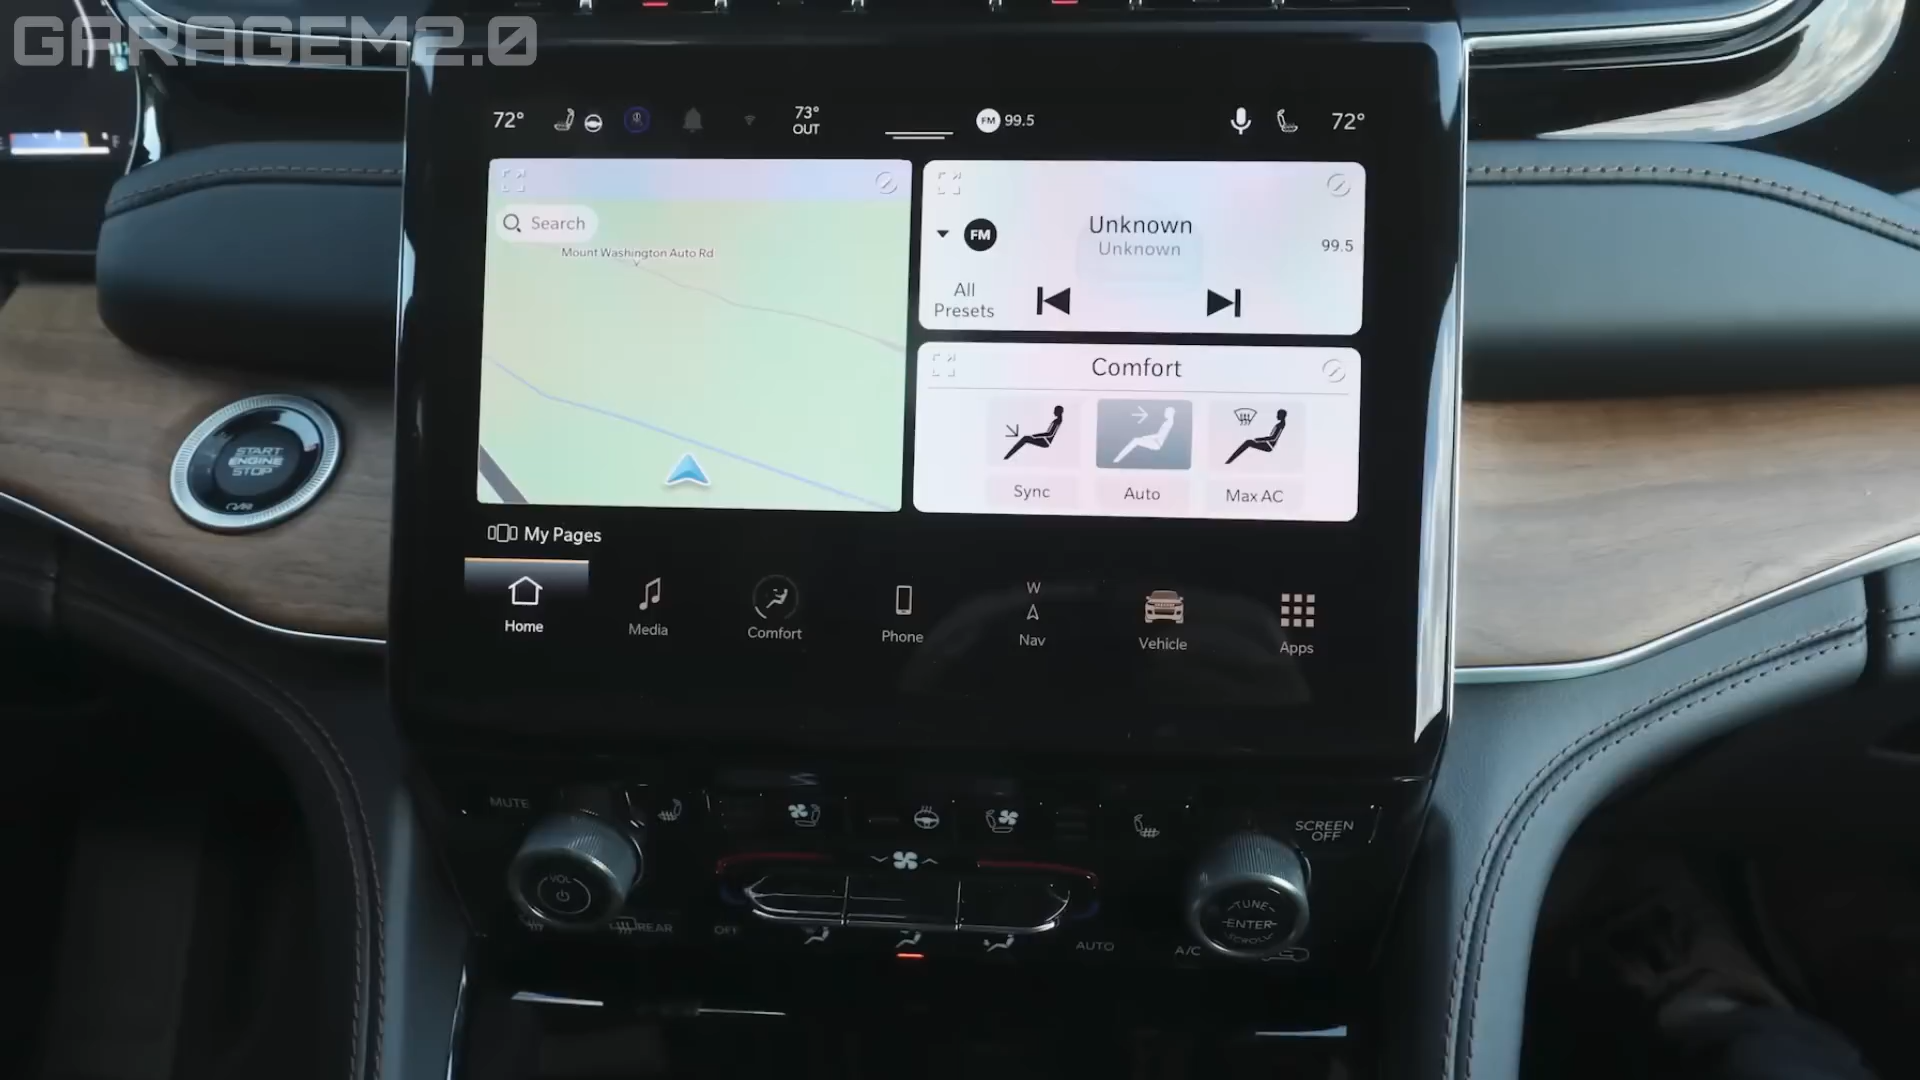 GARAGEM2.0
72°
73°
OUT
FM 99.5
72°
Search
Mount Washington Auto Rd
FM
Unknown
Unknown
99.5
All
Presets
Comfort
Sync
Auto
Max AC
START
ENGINE
STOP
My Pages
Home
Media
Comfort
Phone
W
Nav
Vehicle
Apps
MUTE
SCREEN
OFF
VOL
REAR
OFF
AUTO
A/C
TUNE
ENTER
SCROLL